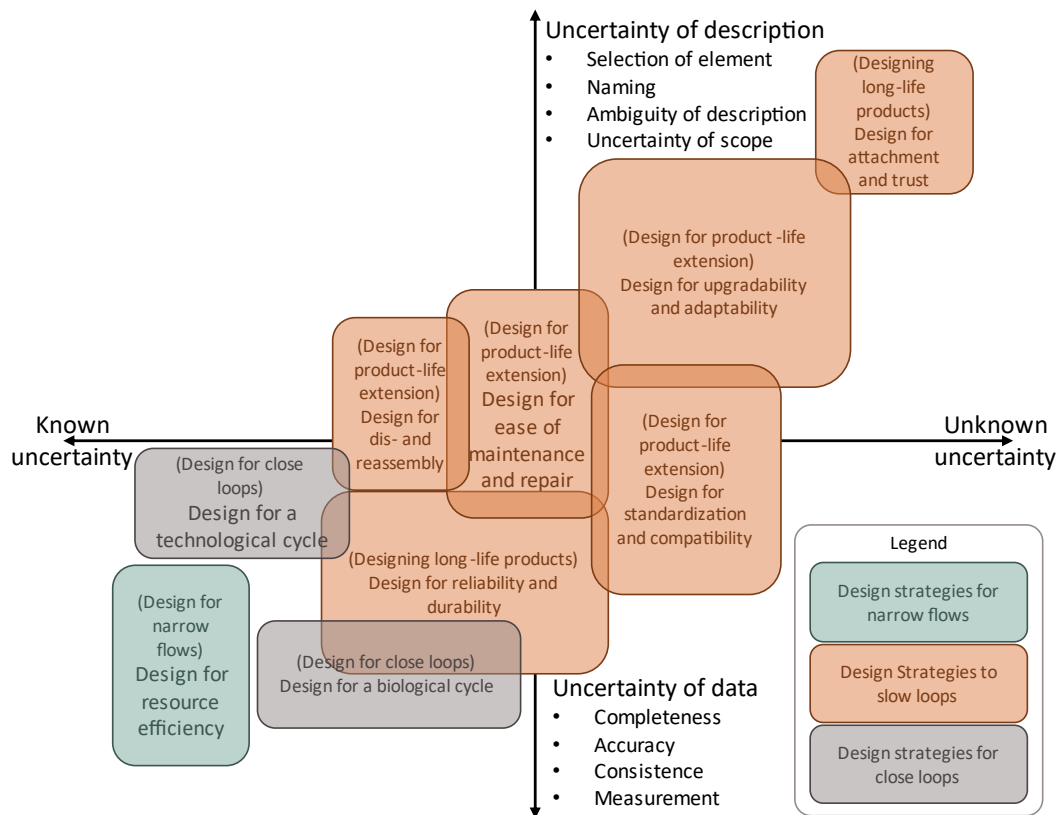 Uncertainty of description
• Selection of element
• Naming
• Ambiguity of description
• Uncertainty of scope
(Designing
long-life
products)
Design for
attachment
and trust
(Design for product -life
extension)
Design for upgradability
and adaptability
(Design for
product-life
extension)
Design for
dis- and
reassembly
(Design for
product-life
extension)
Design for
ease of
maintenance
and repair
(Design for
product-life
extension)
Design for
standardization
and compatibility
Known
uncertainty
Unknown
uncertainty
(Design for close
loops)
Design for a
technological cycle
(Designing long-life products)
Design for reliability and
durability
(Design for
narrow
flows)
Design for
resource
efficiency
(Design for close loops)
Design for a biological cycle
Uncertainty of data
• Completeness
• Accuracy
• Consistence
• Measurement
Legend
Design strategies for
narrow flows
Design Strategies to
slow loops
Design strategies for
close loops